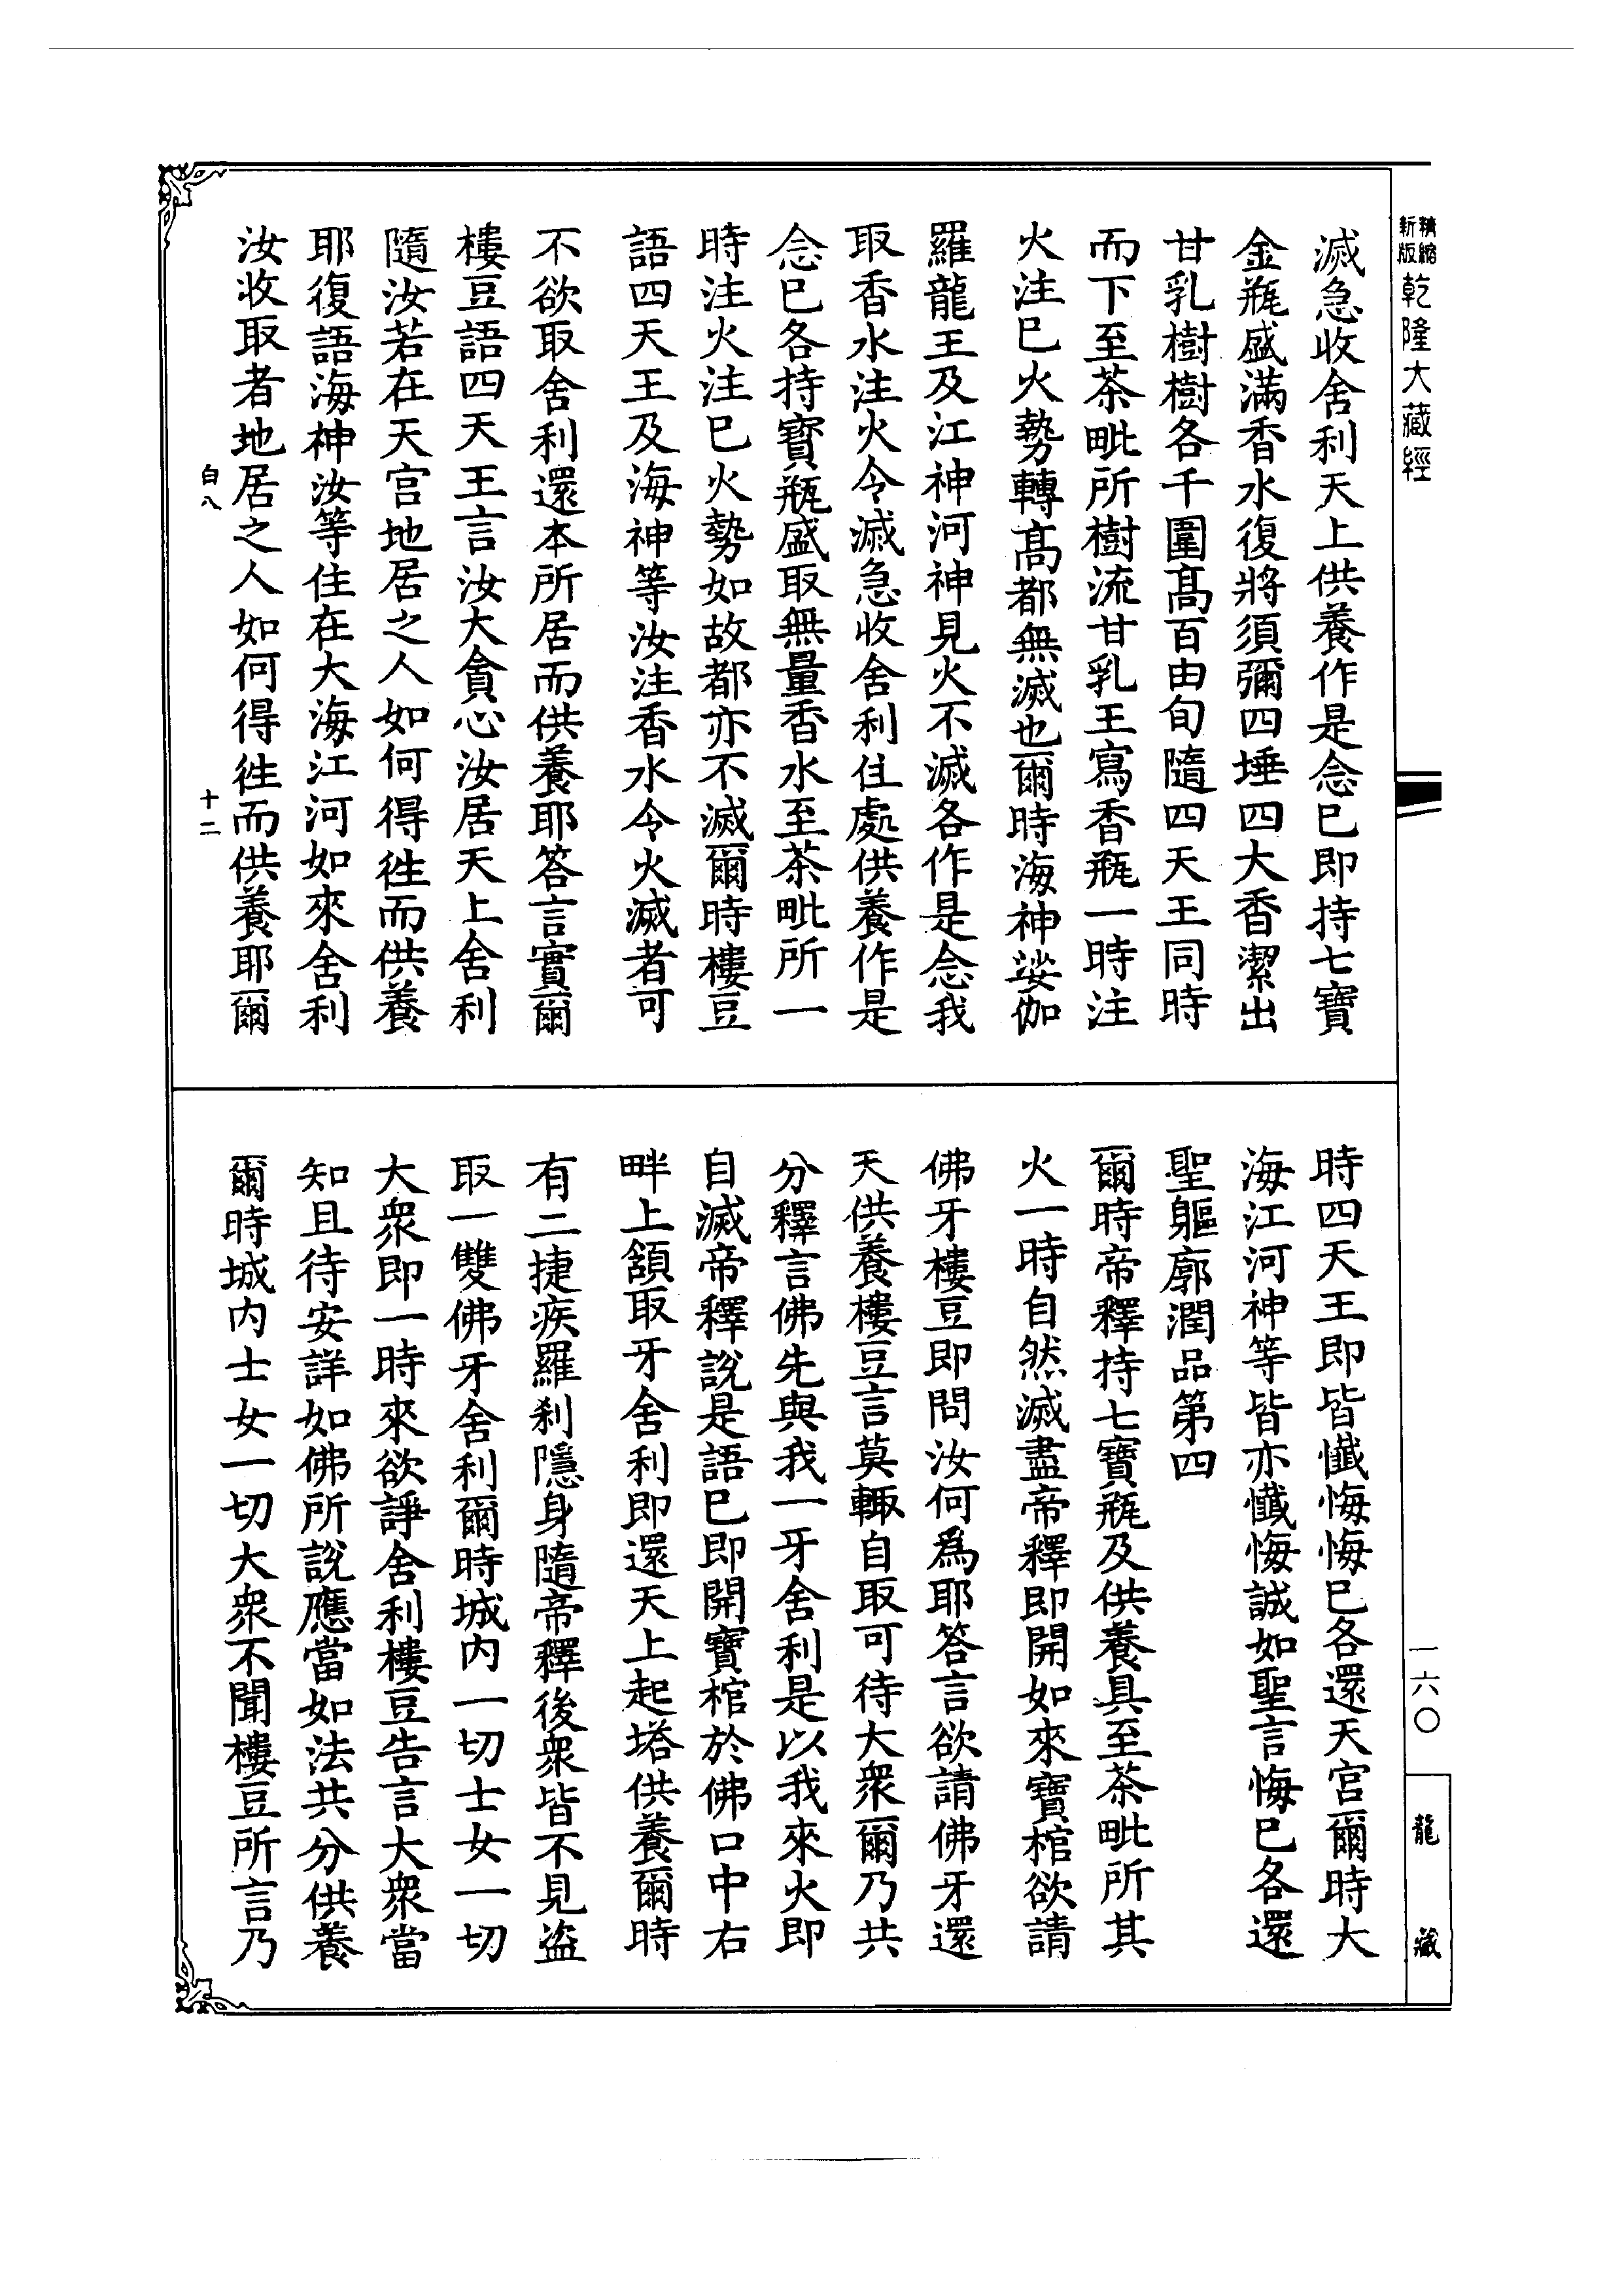 精縮新版乾隆大藏經
滅急收舍利天上供養作是念已即持七寶
金瓶盛滿香水復將須彌四埵四大香潔出
甘乳樹樹各千圍髙百由旬隨四天王同時
而下至茶毗所樹流甘乳王寫香瓶一時注
火注已火勢轉髙都無滅也爾時海神娑伽
羅龍王及江神河神見火不滅各作是念我
取香水注火令滅急收舍利住處供養作是
念已各持寶瓶盛取無量香水至茶毗所一
時注火注已火勢如故都亦不滅爾時樓豆
語四天王及海神等汝注香水令火滅者可
不欲取舍利還本所居而供養耶答言實爾
樓豆語四天王言汝大貪心汝居天上舍利
隨汝若在天宮地居之人如何得徃而供養
耶復語海神汝等住在大海江河如來舍利
汝收取者地居之人如何得徃而供養耶爾
白八
十二
時四天王即皆懺悔悔已各還天宮爾時大
海江河神等皆亦懺悔誠如聖言悔已各還
聖軀廓潤品第四
爾時帝釋持七寶瓶及供養具至茶毗所其
火一時自然滅盡帝釋即開如來寶棺欲請
佛牙樓豆即問汝何爲耶答言欲請佛牙還
天供養樓豆言莫輙自取可待大衆爾乃共
分釋言佛先與我一牙舍利是以我來火即
自滅帝釋說是語已即開寶棺於佛口中右
畔上頷取牙舍利即還天上起塔供養爾時
有二捷疾羅刹隱身隨帝釋後衆皆不見盗
取一雙佛牙舍利爾時城內一切士女一切
大衆即一時來欲諍舍利樓豆告言大衆當
知且待安詳如佛所說應當如法共分供養
爾時城內士女一切大衆不聞樓豆所言乃
一六〇
龍藏